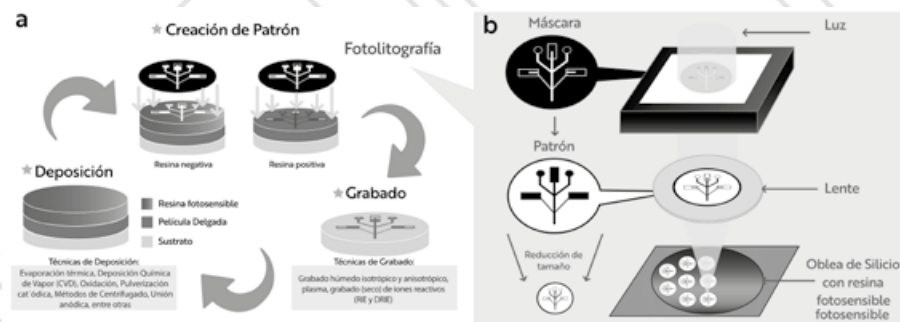 a
Creación de Patrón
Fotolitografía
Resina negativa
Resina positiva
Deposición
Resina fotosensible
Película Delgada
Sustrato
Técnicas de Deposición:
Evaporación térmica, Deposición Química
de Vapor (CVD), Oxidación, Pulverización
cat´ódica, Métodos de Centrifugado, Unión
anódica, entre otras
Grabado
Técnicas de Grabado:
Grabado húmedo isotrópico y anisotrópico,
plasma, grabado (seco) de iones reactivos
(RIE y DRIE)
b
Máscara
Luz
Patrón
Lente
Reducción de
tamaño
Oblea de Silicio
con resina
fotosensible
fotosensible